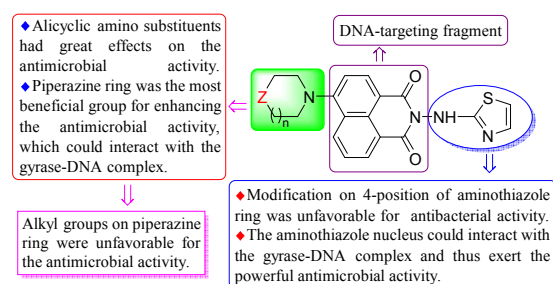 ◆Alicyclic amino substituents
had great effects on the
antimicrobial activity.
◆Piperazine ring was the most
beneficial group for enhancing
the antimicrobial activity,
which could interact with the
gyrase-DNA complex.
Alkyl groups on piperazine
ring were unfavorable for
the antimicrobial activity.
DNA-targeting fragment
Z
N
( )n
O
N
O
NH
S
N
◆Modification on 4-position of aminothiazole
ring was unfavorable for antibacterial activity.
◆The aminothiazole nucleus could interact with
the gyrase-DNA complex and thus exert the
powerful antimicrobial activity.